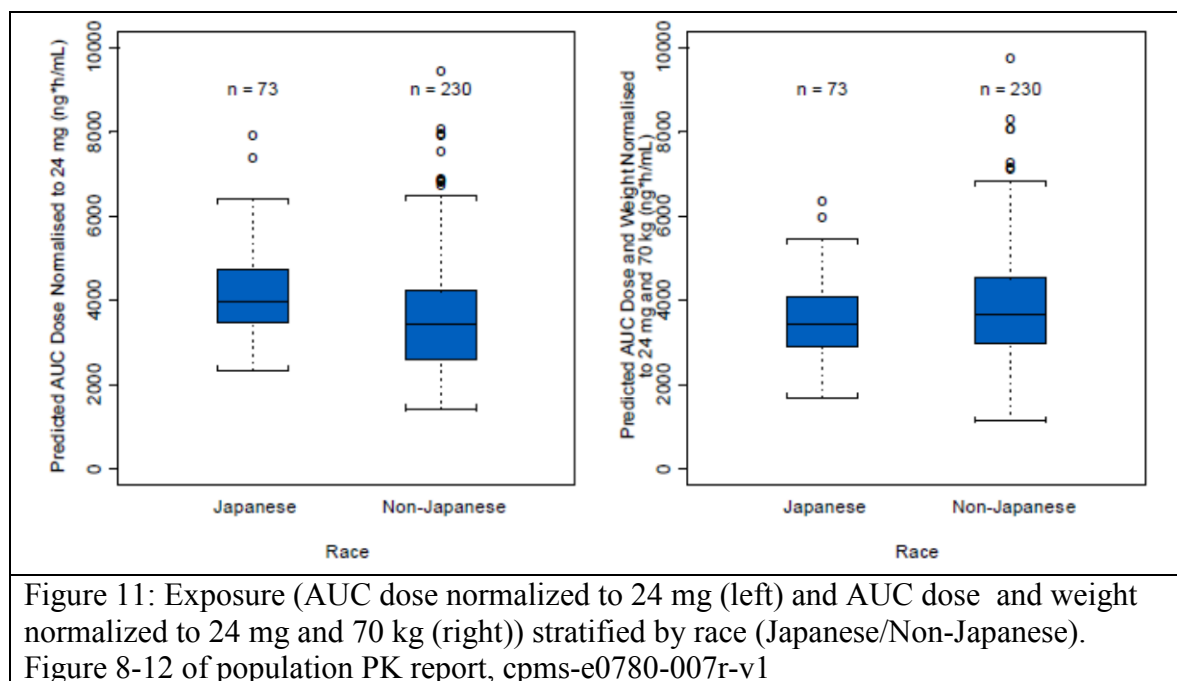 Predicted AUC Dose Normalised to 24 mg (ng*h/mL)
10000
8000
6000
4000
2000
0
n = 73
n = 230
Japanese
Non-Japanese
Race
Predicted AUC Dose and Weight Normalised
to 24 mg and 70 kg (ng*h/mL)
10000
8000
6000
4000
2000
0
n = 73
n = 230
Japanese
Non-Japanese
Race
Figure 11: Exposure (AUC dose normalized to 24 mg (left) and AUC dose and weight
normalized to 24 mg and 70 kg (right)) stratified by race (Japanese/Non-Japanese).
Figure 8-12 of population PK report, cpms-e0780-007r-v1